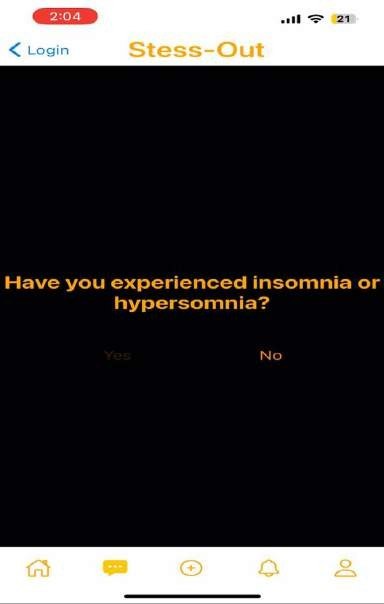 2:04
21
Login
Stess-Out
Have you experienced insomnia or
hypersomnia?
Yes
No